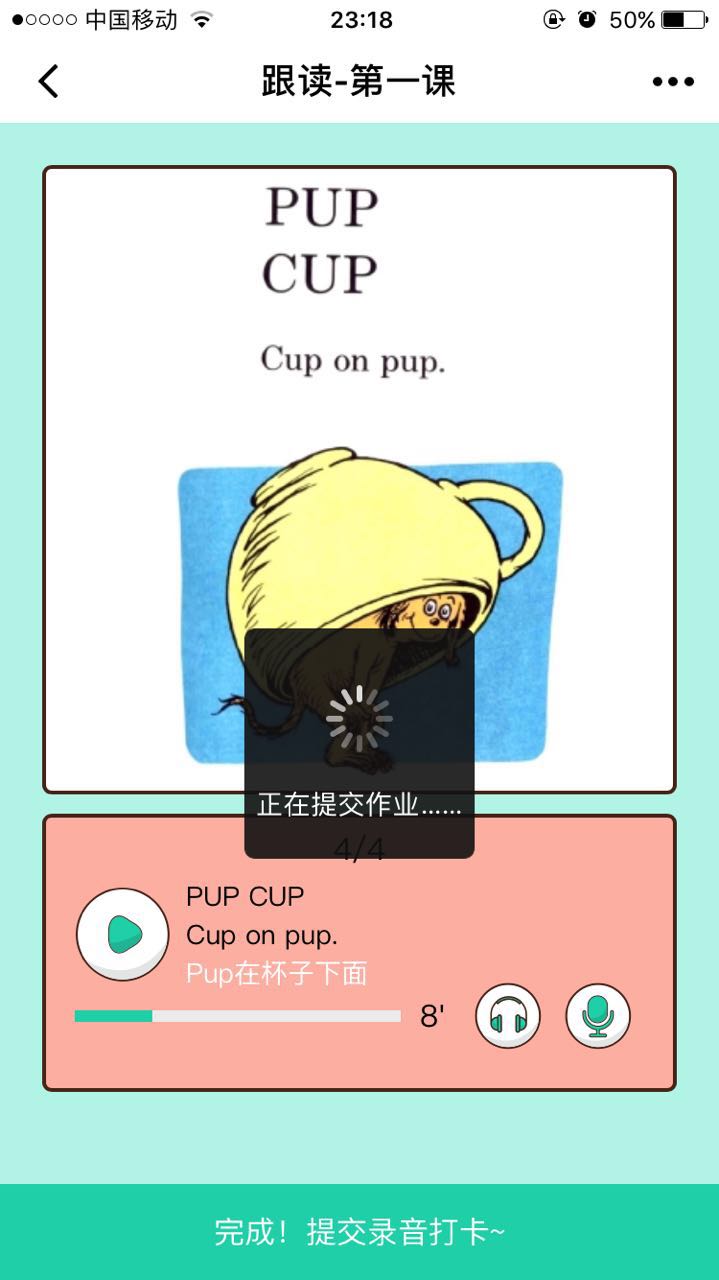 中国移动
23:18
50%
跟读-第一课
PUP
CUP
Cup on pup.
正在提交作业......
4/4
PUP CUP
Cup on pup.
Pup在杯子下面
8'
完成！提交录音打卡~